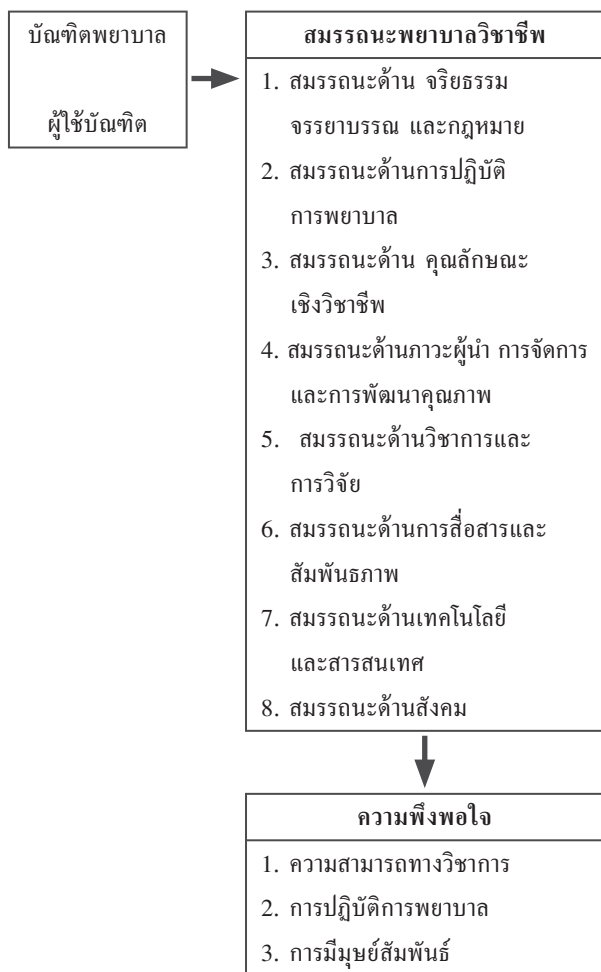 บัณฑิตพยาบาล
ผู้ใช้บัณฑิต
สมรรถนะพยาบาลวิชาชีพ
1. สมรรถนะด้าน จริยธรรม
จรรยาบรรณ และกฎหมาย
2. สมรรถนะด้านการปฏิบัติ
การพยาบาล
3. สมรรถนะด้าน คุณลักษณะ
เชิงวิชาชีพ
4. สมรรถนะด้านภาวะผู้นำ การจัดการ
และการพัฒนาคุณภาพ
5. สมรรถนะด้านวิชาการและ
การวิจัย
6. สมรรถนะด้านการสื่อสารและ
สัมพันธภาพ
7. สมรรถนะด้านเทคโนโลยี
และสารสนเทศ
8. สมรรถนะด้านสังคม
ความพึงพอใจ
1. ความสามารถทางวิชาการ
2. การปฏิบัติการพยาบาล
3. การมีมุษย์สัมพันธ์